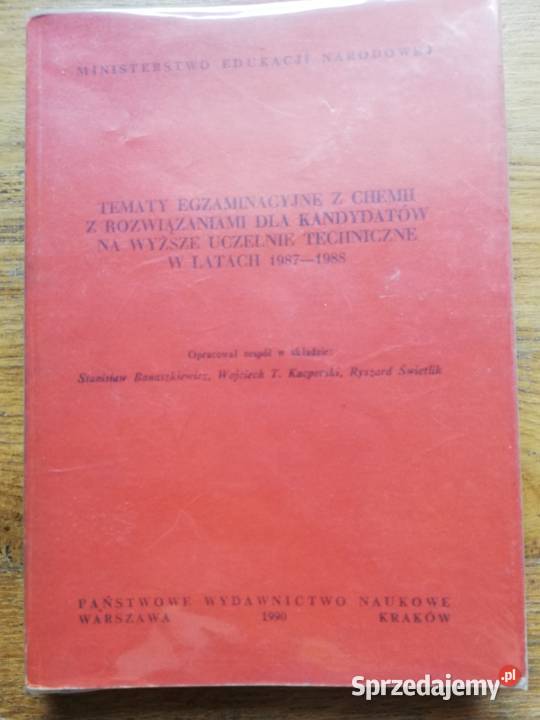 MINISTERSTWO EDUKACJI NARODOWEJ
TEMATY EGZAMINACYJNE Z CHEMII
Z ROZWIĄZANIAMI DLA KANDYDATÓW
NA WYŻSZE UCZELNIE TECHNICZNE
W LATACH 1987—1988
Opracował zespół w składzie:
Stanisław Banaszkiewicz, Wojciech T. Kacperski, Ryszard Świetlik
PAŃSTWOWE WYDAWNICTWO NAUKOWE
WARSZAWA 1990 KRAKÓW
Sprzedajemy.pl